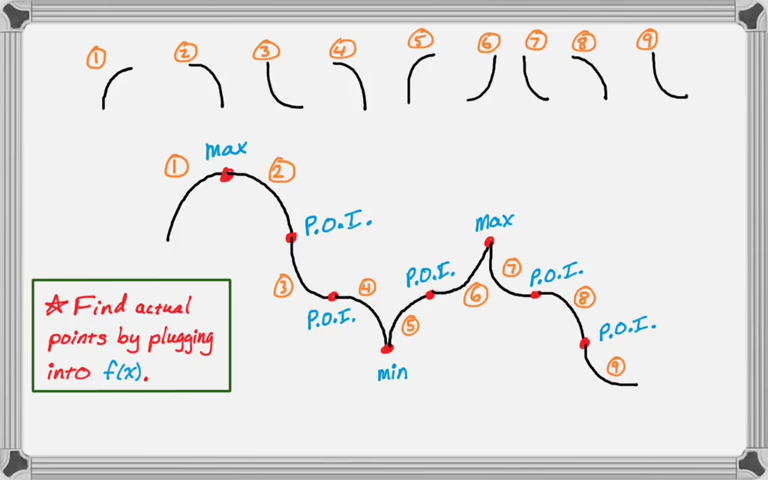 ① ② ③ ④ ⑤ ⑥ ⑦ ⑧ ⑨
max
① ②
P.O.I.
max
③ ④ P.O.I. ⑦ P.O.I.
P.O.I. ⑤ ⑥ ⑧
P.O.I.
min ⑨
☆ Find actual
points by plugging
into f(x).